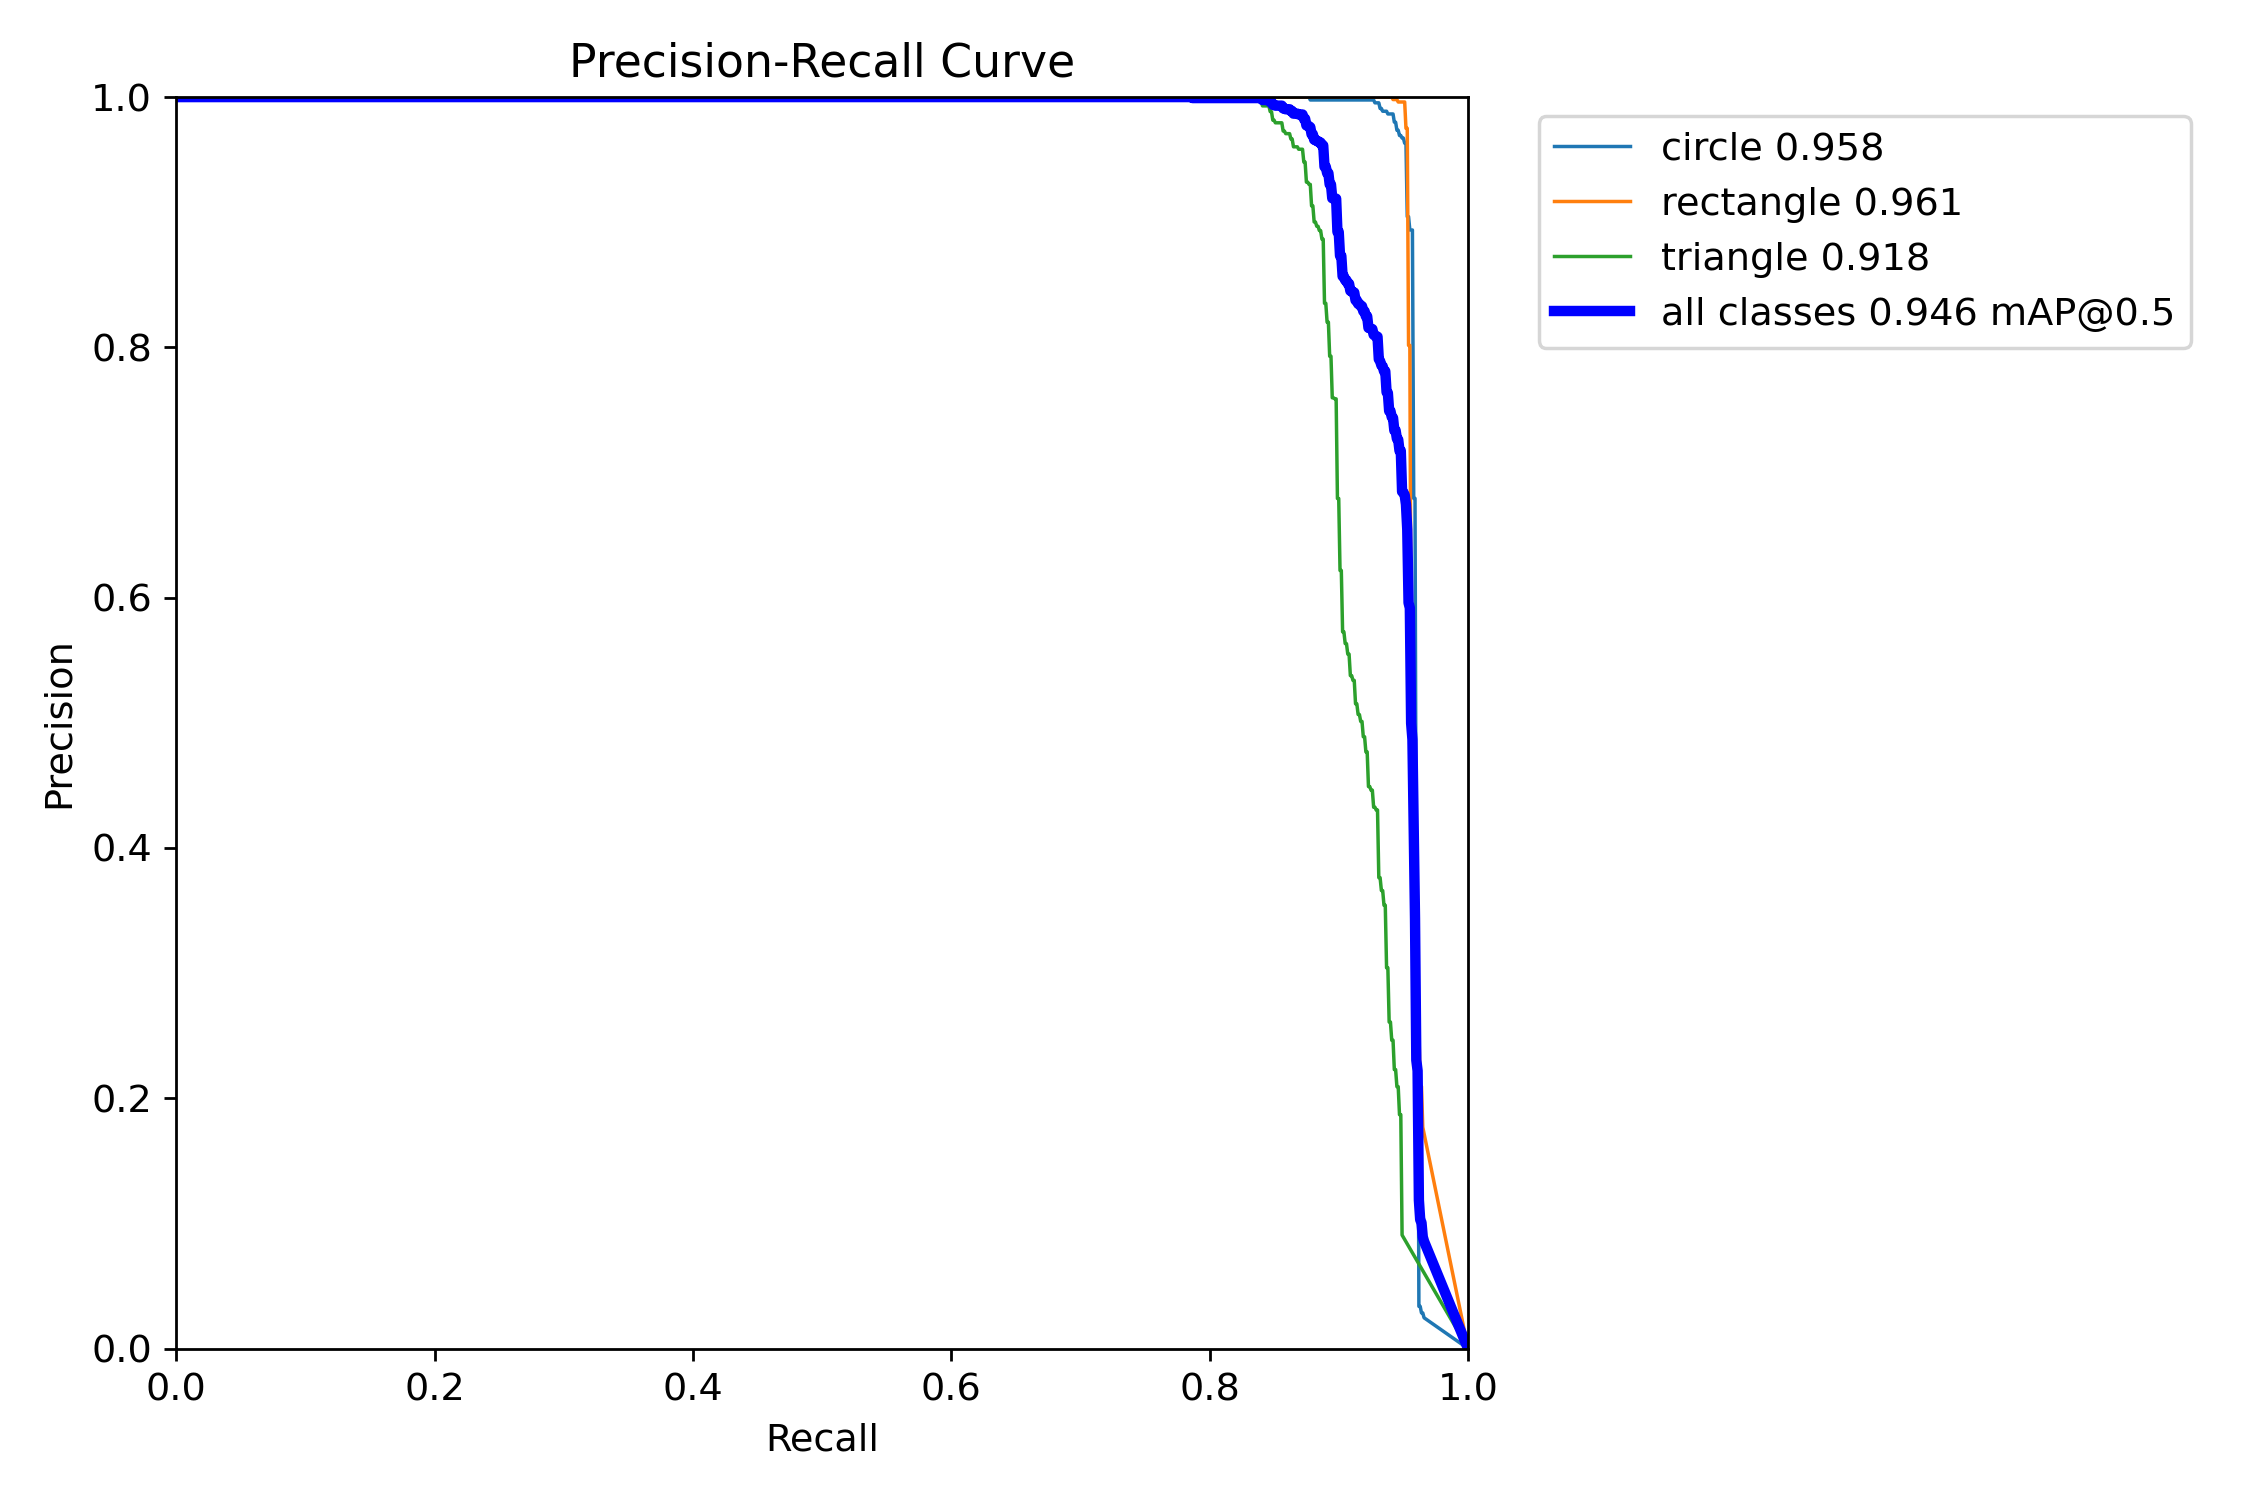 Precision-Recall Curve
1.0
0.8
0.6
0.4
0.2
0.0
Precision
0.0 0.2 0.4 0.6 0.8 1.0
Recall
circle 0.958
rectangle 0.961
triangle 0.918
all classes 0.946 mAP@0.5